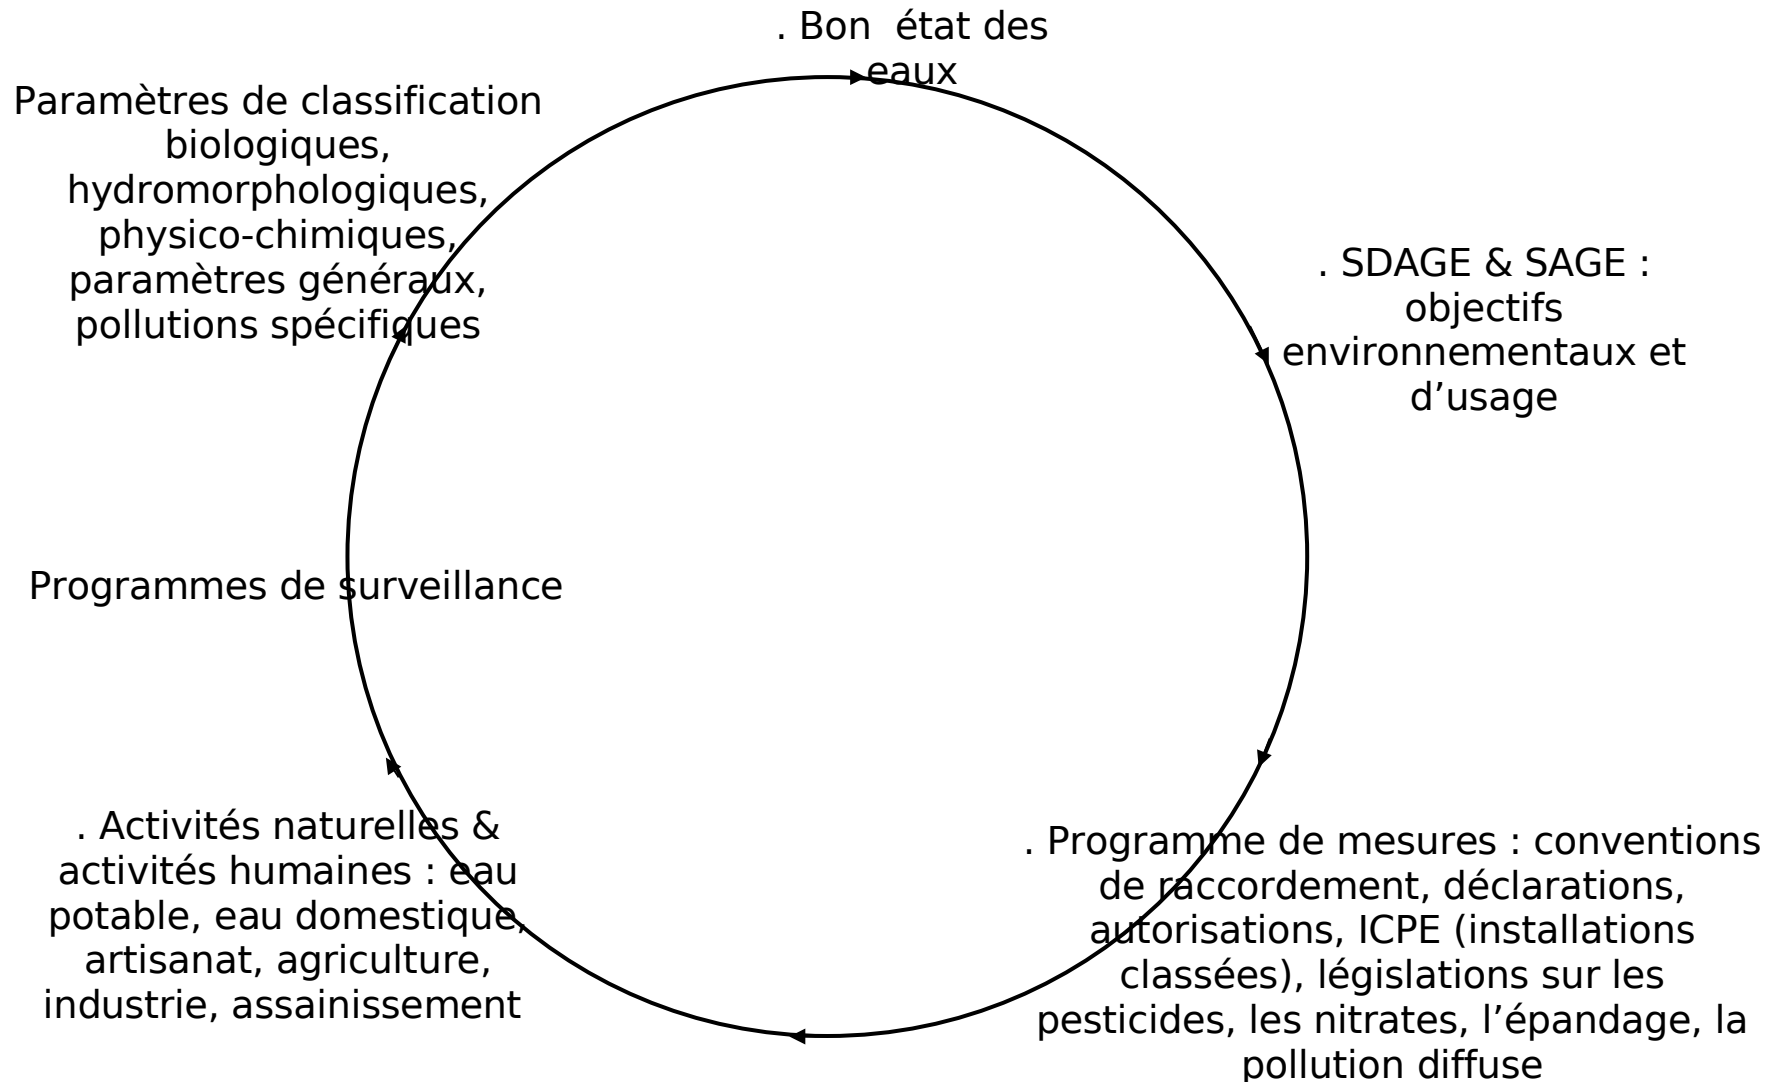 . Bon  état des
eaux
Paramètres de classification
biologiques,
hydromorphologiques,
physico-chimiques,
paramètres généraux,
pollutions spécifiques
. SDAGE & SAGE :
objectifs
environnementaux et
d’usage
Programmes de surveillance
. Activités naturelles &
activités humaines : eau
potable, eau domestique,
artisanat, agriculture,
industrie, assainissement
. Programme de mesures : conventions
de raccordement, déclarations,
autorisations, ICPE (installations
classées), législations sur les
pesticides, les nitrates, l’épandage, la
pollution diffuse